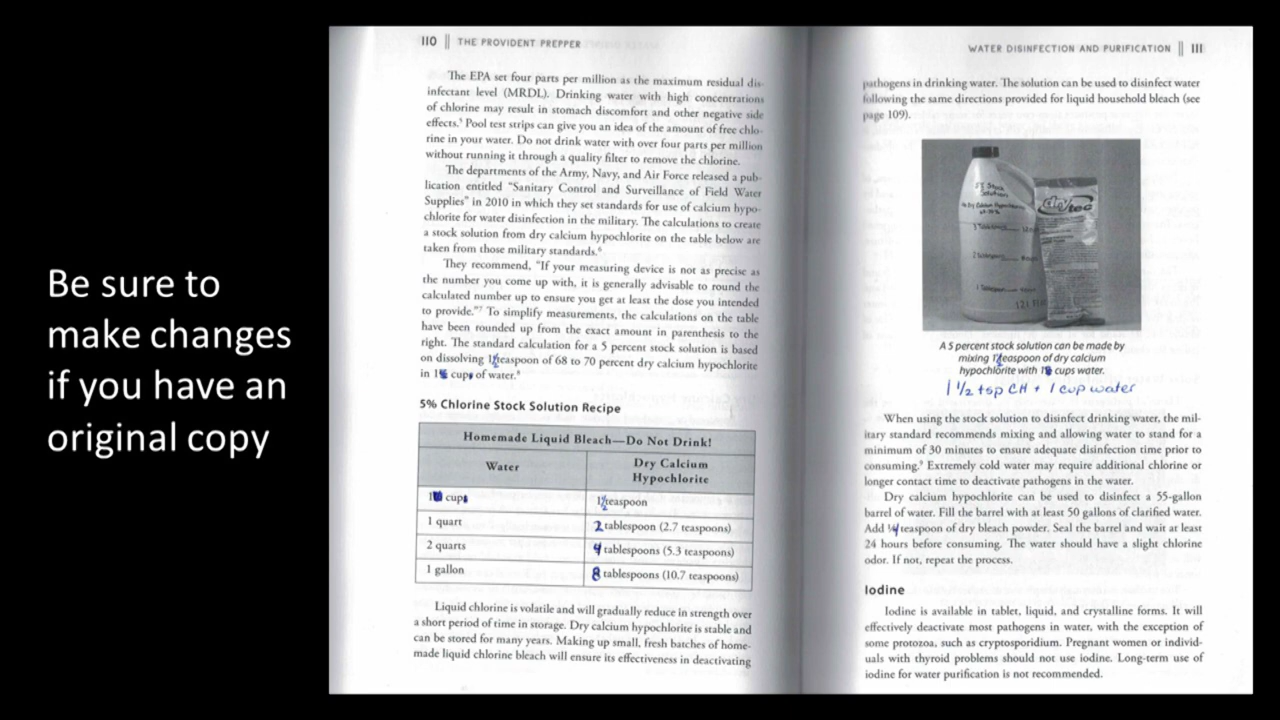 Be sure to
make changes
if you have an
original copy
110 || THE PROVIDENT PREPPER
The EPA set four parts per million as the maximum residual dis-
infectant level (MRDL). Drinking water with high concentrations
of chlorine may result in stomach discomfort and other negative side
effects.⁵ Pool test strips can give you an idea of the amount of free chlo-
rine in your water. Do not drink water with over four parts per million
without running it through a quality filter to remove the chlorine.
The departments of the Army, Navy, and Air Force released a pub-
lication entitled "Sanitary Control and Surveillance of Field Water
Supplies" in 2010 in which they set standards for use of calcium hypo-
chlorite for water disinfection in the military. The calculations to create
a stock solution from dry calcium hypochlorite on the table below are
taken from those military standards.⁶
They recommend, "If your measuring device is not as precise as
the number you come up with, it is generally advisable to round the
calculated number up to ensure you get at least the dose you intended
to provide."⁷ To simplify measurements, the calculations on the table
have been rounded up from the exact amount in parenthesis to the
right. The standard calculation for a 5 percent stock solution is based
on dissolving 1½ teaspoon of 68 to 70 percent dry calcium hypochlorite
in 1 cup of water.⁸
5% Chlorine Stock Solution Recipe
Homemade Liquid Bleach—Do Not Drink!
Water
Dry Calcium
Hypochlorite
1 cup
1½ teaspoon
1 quart
2 tablespoon (2.7 teaspoons)
2 quarts
4 tablespoons (5.3 teaspoons)
1 gallon
8 tablespoons (10.7 teaspoons)
Liquid chlorine is volatile and will gradually reduce in strength over
a short period of time in storage. Dry calcium hypochlorite is stable and
can be stored for many years. Making up small, fresh batches of home-
made liquid chlorine bleach will ensure its effectiveness in deactivating
WATER DISINFECTION AND PURIFICATION || 111
pathogens in drinking water. The solution can be used to disinfect water
following the same directions provided for liquid household bleach (see
page 109).
5% Stock
Solution
Dry Calcium
3 Tablespoon
2 Tablespoon
1 Tablespoon
A 5 percent stock solution can be made by
mixing 1½ teaspoon of dry calcium
hypochlorite with 1 cups water.
1 1/2 tsp CH + 1 cup water
When using the stock solution to disinfect drinking water, the mil-
itary standard recommends mixing and allowing water to stand for a
minimum of 30 minutes to ensure adequate disinfection time prior to
consuming.⁹ Extremely cold water may require additional chlorine or
longer contact time to deactivate pathogens in the water.
Dry calcium hypochlorite can be used to disinfect a 55-gallon
barrel of water. Fill the barrel with at least 50 gallons of clarified water.
Add ¼ teaspoon of dry bleach powder. Seal the barrel and wait at least
24 hours before consuming. The water should have a slight chlorine
odor. If not, repeat the process.
Iodine
Iodine is available in tablet, liquid, and crystalline forms. It will
effectively deactivate most pathogens in water, with the exception of
some protozoa, such as cryptosporidium. Pregnant women or individ-
uals with thyroid problems should not use iodine. Long-term use of
iodine for water purification is not recommended.